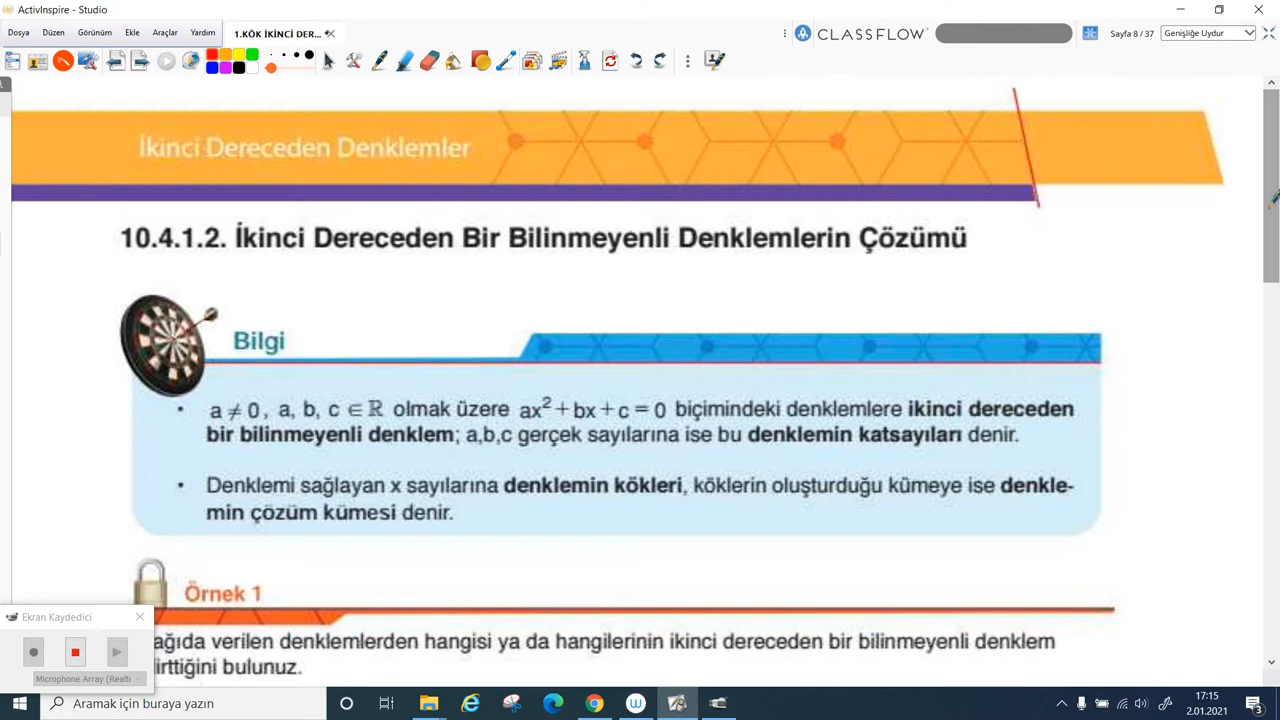 ActivInspire - Studio
Dosya Düzen Görünüm Ekle Araçlar Yardım
1.KÖK İKİNCİ DER...
CLASSFLOW
Sayfa 8 / 37
Genişliğe Uydur
İkinci Dereceden Denklemler
10.4.1.2. İkinci Dereceden Bir Bilinmeyenli Denklemlerin Çözümü
Bilgi
• a ≠ 0, a, b, c ∈ ℝ olmak üzere ax² + bx + c = 0 biçimindeki denklemlere ikinci dereceden
bir bilinmeyenli denklem; a,b,c gerçek sayılarına ise bu denklemin katsayıları denir.
• Denklemi sağlayan x sayılarına denklemin kökleri, köklerin oluşturduğu kümeye ise denkle-
min çözüm kümesi denir.
Örnek 1
ağıda verilen denklemlerden hangisi ya da hangilerinin ikinci dereceden bir bilinmeyenli denklem
lirttiğini bulunuz.
Ekran Kaydedici
Microphone Array (Realt
Aramak için buraya yazın
17:15
2.01.2021
3